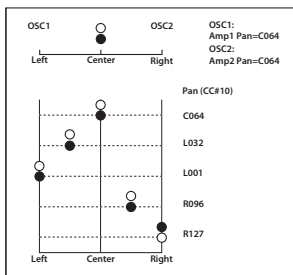 OSC1
OSC2
OSC1:
Amp1 Pan=C064
OSC2:
Amp2 Pan=C064
Left
Center
Right
Pan (CC#10)
C064
L032
L001
R096
R127
Left
Center
Right